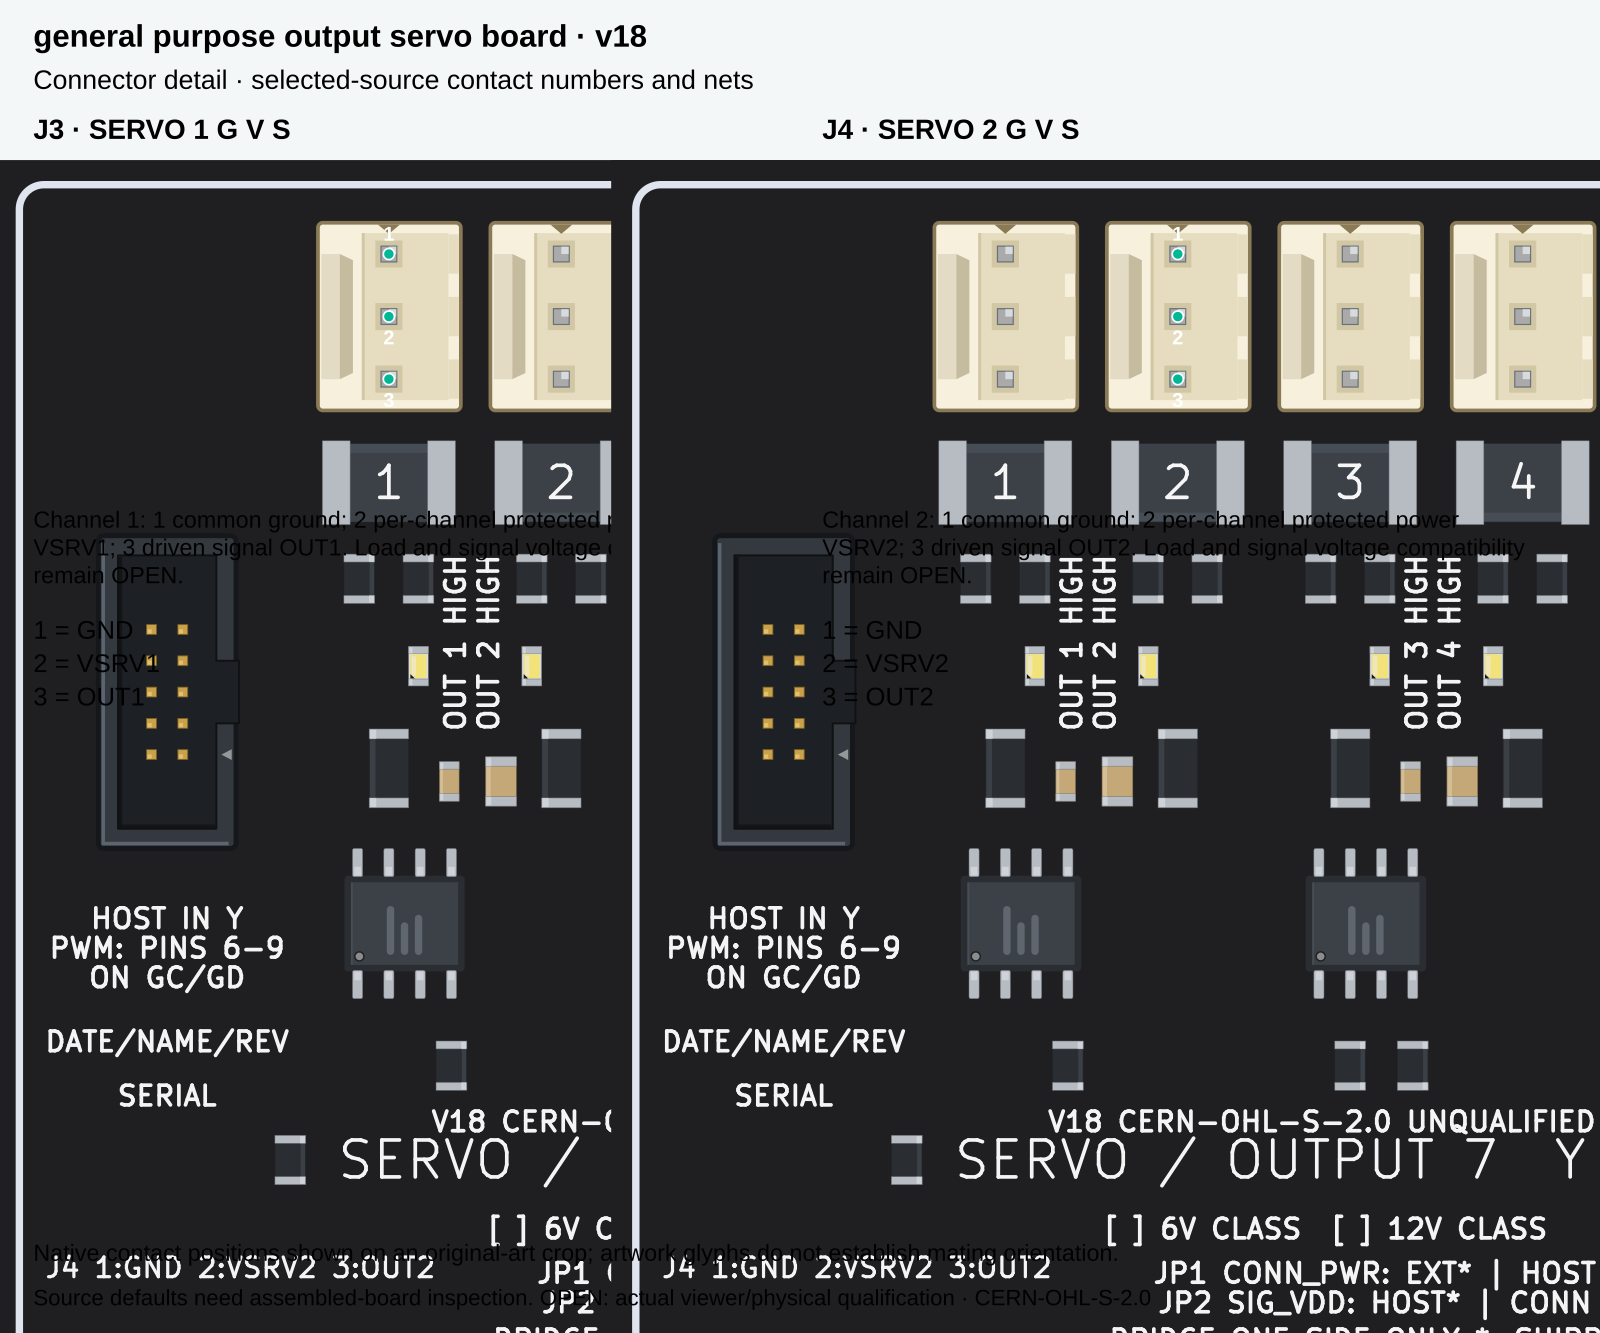 general purpose output servo board · v18
Connector detail · selected-source contact numbers and nets
J3 · SERVO 1 G V S
J4 · SERVO 2 G V S
1
2
3
1
2
3
1
2
1
2
3
4
Channel 1: 1 common ground; 2 per-channel protected
VSRV1; 3 driven signal OUT1. Load and signal voltage
remain OPEN.
Channel 2: 1 common ground; 2 per-channel protected power
VSRV2; 3 driven signal OUT2. Load and signal voltage compatibility
remain OPEN.
1 = GND
2 = VSRV1
3 = OUT1
1 = GND
2 = VSRV2
3 = OUT2
OUT 1 HIGH
OUT 2 HIGH
OUT 1 HIGH
OUT 2 HIGH
OUT 3 HIGH
OUT 4 HIGH
HOST IN Y
PWM: PINS 6-9
ON GC/GD
HOST IN Y
PWM: PINS 6-9
ON GC/GD
DATE/NAME/REV
SERIAL
DATE/NAME/REV
SERIAL
V18 CERN-
SERVO /
V18 CERN-OHL-S-2.0 UNQUALIFIED
SERVO / OUTPUT 7 Y
[ ] 6V
[ ] 6V CLASS [ ] 12V CLASS
Native contact positions shown on an original-art crop; artwork glyphs do not establish mating orientation.
J4 1:GND 2:VSRV2 3:OUT2
JP1
JP2
J4 1:GND 2:VSRV2 3:OUT2
JP1 CONN_PWR: EXT* | HOST
JP2 SIG_VDD: HOST* | CONN
Source defaults need assembled-board inspection. OPEN: actual viewer/physical qualification · CERN-OHL-S-2.0